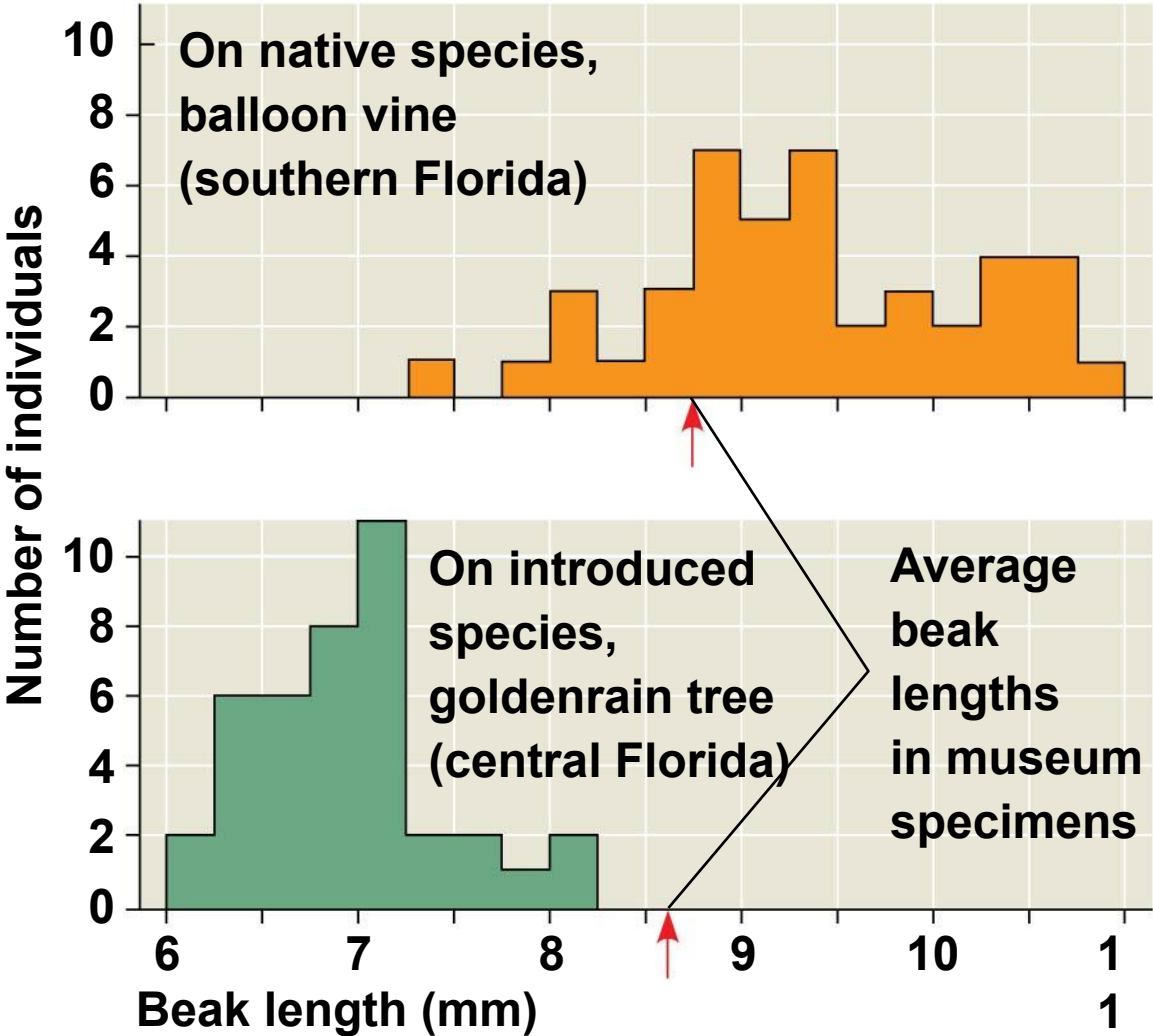 Number of individuals
10
8
6
4
2
0
On native species,
balloon vine
(southern Florida)
10
8
6
4
2
0
On introduced
species,
goldenrain tree
(central Florida)
Average
beak
lengths
in museum
specimens
6 7 8 9 10 1
1
Beak length (mm)